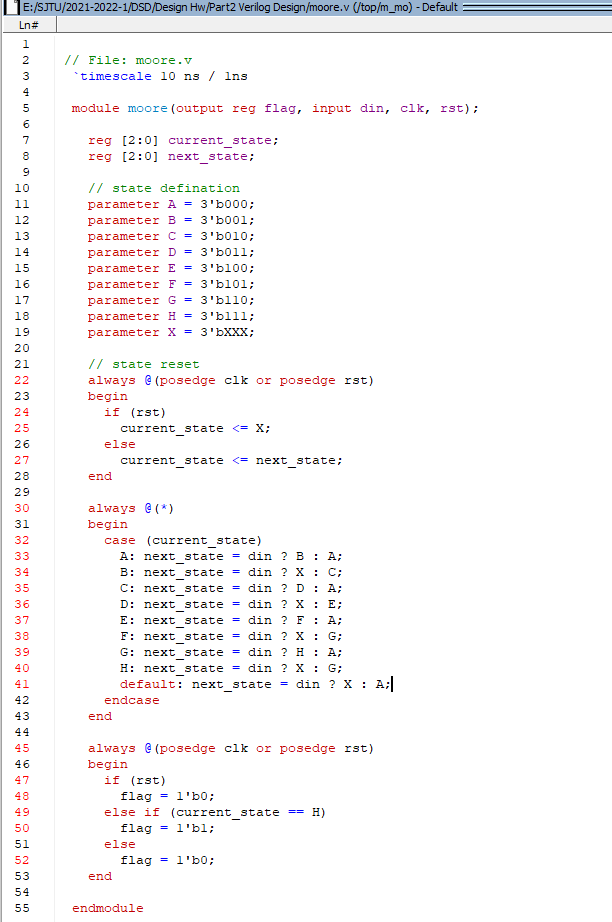 E:/SJTU/2021-2022-1/DSD/Design Hw/Part2 Verilog Design/moore.v (/top/m_mo) - Default
Ln#
1
2 // File: moore.v
3 `timescale 10 ns / 1ns
4
5 module moore(output reg flag, input din, clk, rst);
6
7 reg [2:0] current_state;
8 reg [2:0] next_state;
9
10 // state defination
11 parameter A = 3'b000;
12 parameter B = 3'b001;
13 parameter C = 3'b010;
14 parameter D = 3'b011;
15 parameter E = 3'b100;
16 parameter F = 3'b101;
17 parameter G = 3'b110;
18 parameter H = 3'b111;
19 parameter X = 3'bXXX;
20
21 // state reset
22 always @(posedge clk or posedge rst)
23 begin
24 if (rst)
25 current_state <= X;
26 else
27 current_state <= next_state;
28 end
29
30 always @(*)
31 begin
32 case (current_state)
33 A: next_state = din ? B : A;
34 B: next_state = din ? X : C;
35 C: next_state = din ? D : A;
36 D: next_state = din ? X : E;
37 E: next_state = din ? F : A;
38 F: next_state = din ? X : G;
39 G: next_state = din ? H : A;
40 H: next_state = din ? X : G;
41 default: next_state = din ? X : A;
42 endcase
43 end
44
45 always @(posedge clk or posedge rst)
46 begin
47 if (rst)
48 flag = 1'b0;
49 else if (current_state == H)
50 flag = 1'b1;
51 else
52 flag = 1'b0;
53 end
54
55 endmodule